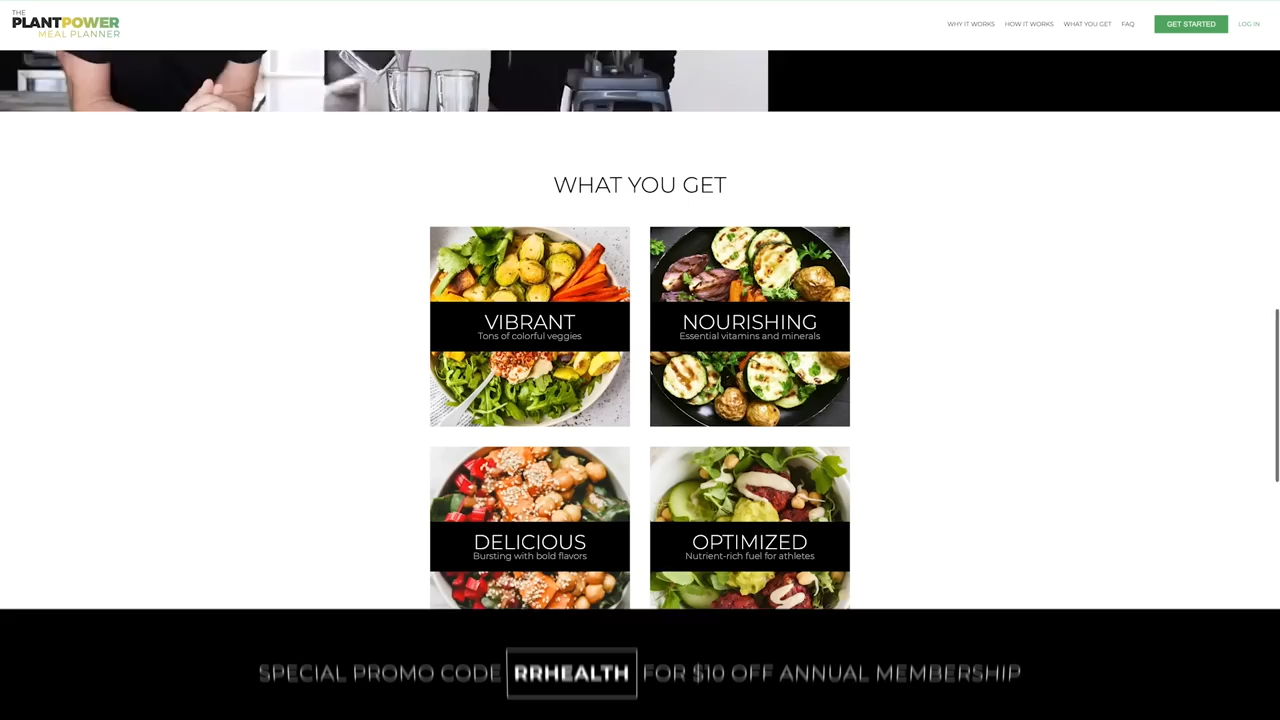 THE
PLANTPOWER
MEAL PLANNER
WHY IT WORKS HOW IT WORKS WHAT YOU GET FAQ GET STARTED LOG IN
WHAT YOU GET
VIBRANT
Tons of colorful veggies
NOURISHING
Essential vitamins and minerals
DELICIOUS
Bursting with bold flavors
OPTIMIZED
Nutrient-rich fuel for athletes
SPECIAL PROMO CODE RRHEALTH FOR $10 OFF ANNUAL MEMBERSHIP